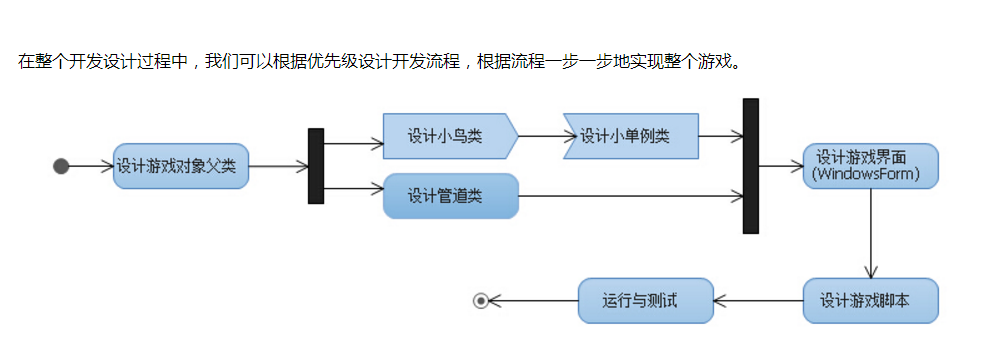 在整个开发设计过程中，我们可以根据优先级设计开发流程，根据流程一步一步地实现整个游戏。
设计游戏对象父类
设计小鸟类
设计小单例类
设计管道类
设计游戏界面
(WindowsForm)
设计游戏脚本
运行与测试